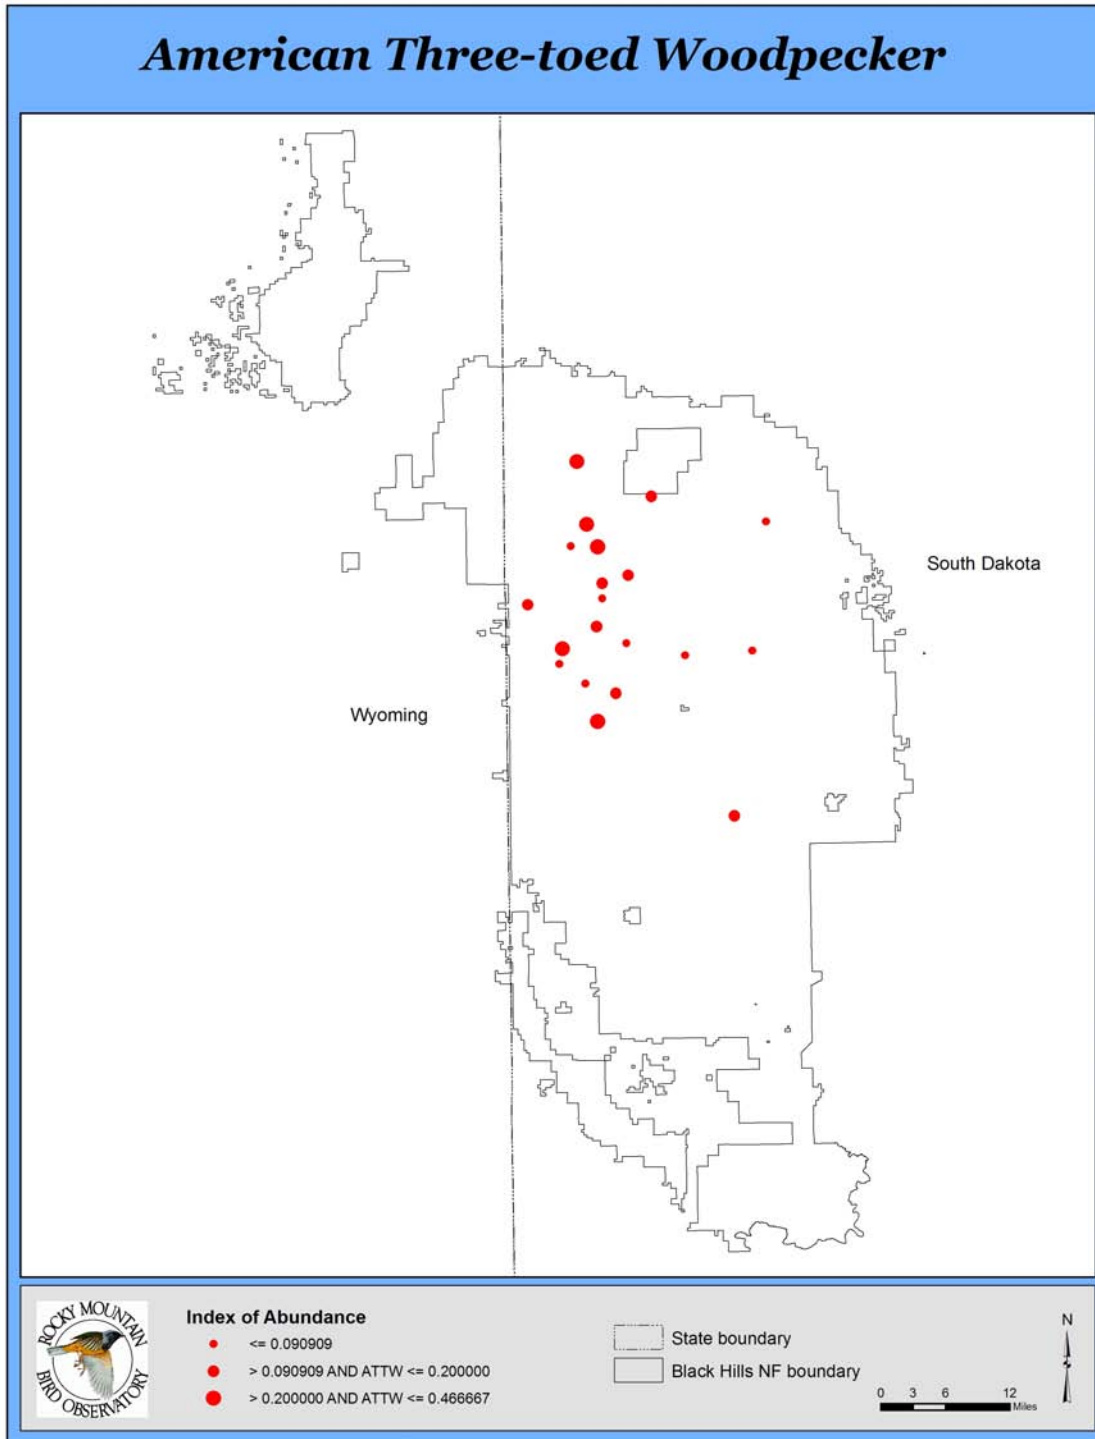 American Three-toed Woodpecker
South Dakota
Wyoming
ROCKY MOUNTAIN
BIRD OBSERVATORY
Index of Abundance
<= 0.090909
> 0.090909 AND ATTW <= 0.200000
> 0.200000 AND ATTW <= 0.466667
State boundary
Black Hills NF boundary
N
0 3 6 12
Miles